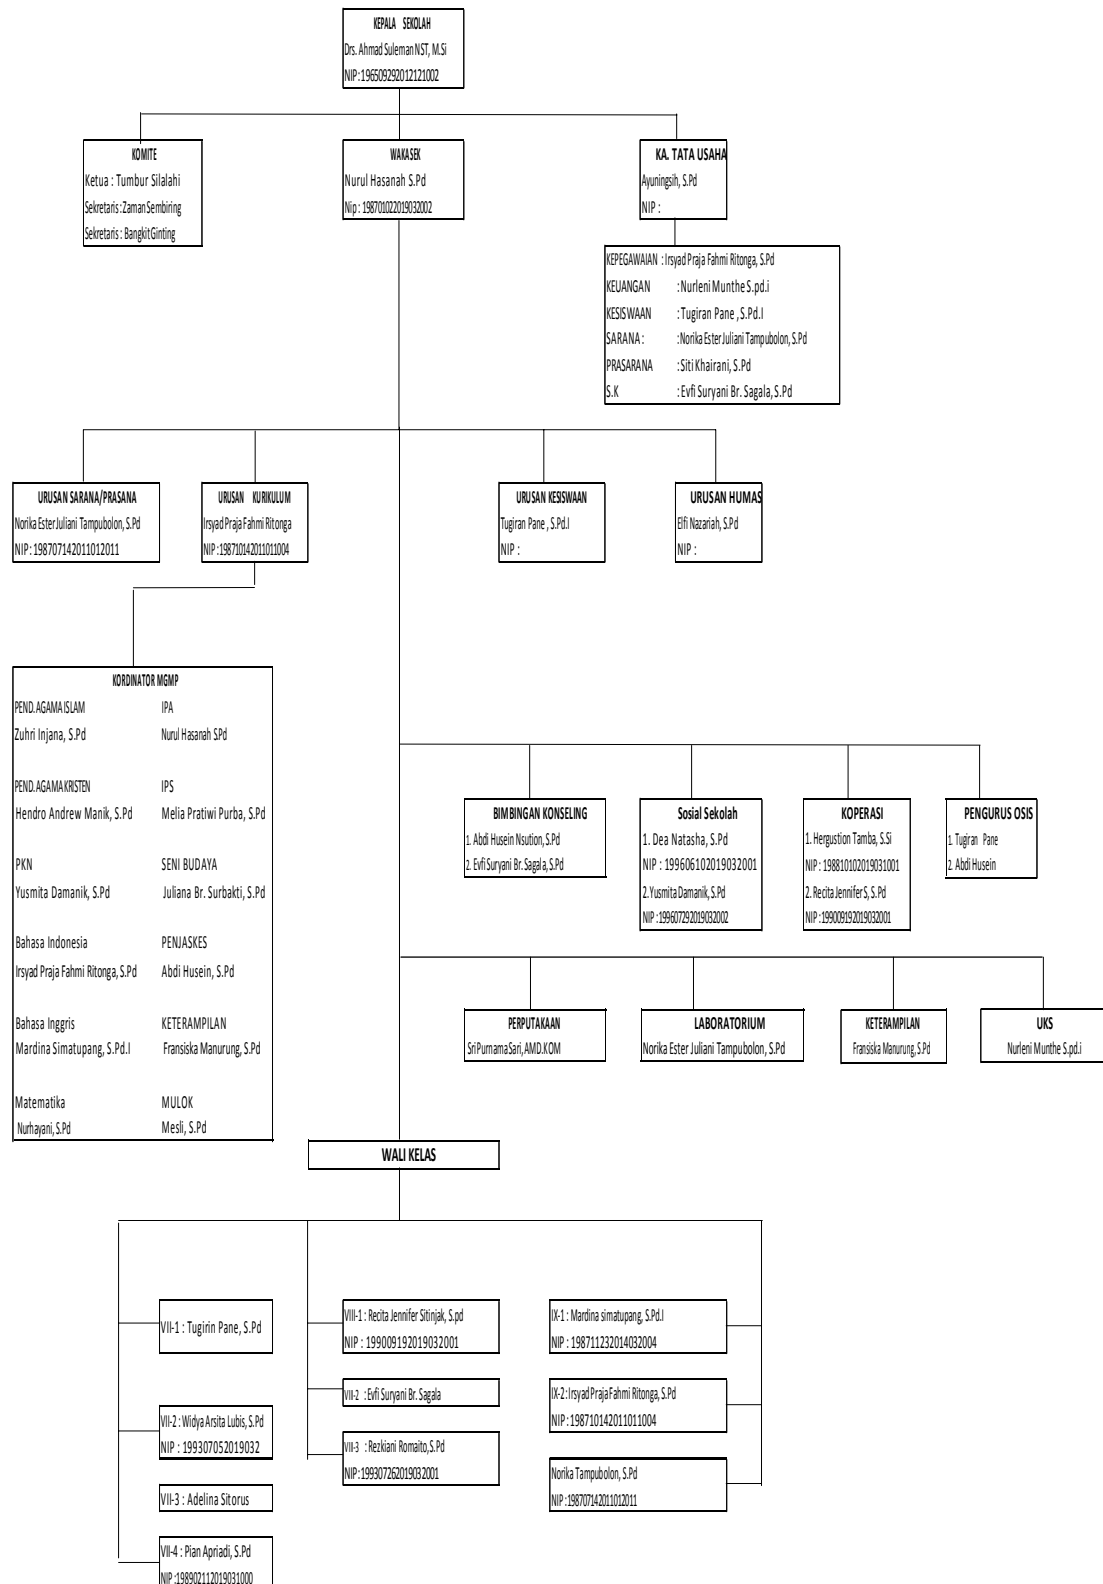 KEPALA SEKOLAH
Drs. Ahmad Suleman NST, M.Si
NIP : 196509292012121002
KOMITE
Ketua : Tumbur Silalahi
Sekretaris : Zaman Sembiring
Sekretaris : Bangkit Ginting
WAKASEK
Nurul Hasanah S.Pd
Nip : 198701022019032002
KA. TATA USAHA
Ayuningsih, S.Pd
NIP :
KEPEGAWAIAN : Irsyad Praja Fahmi Ritonga, S.Pd
KEUANGAN : Nurleni Munthe S.pd.i
KESISWAAN : Tugiran Pane , S.Pd.I
SARANA : : Norika Ester Juliani Tampubolon, S.Pd
PRASARANA : Siti Khairani, S.Pd
S.K : Evfi Suryani Br. Sagala, S.Pd
URUSAN SARANA/PRASANA
Norika Ester Juliani Tampubolon, S.Pd
NIP : 198707142011012011
URUSAN KURIKULUM
Irsyad Praja Fahmi Ritonga
NIP : 198710142011011004
URUSAN KESISWAAN
Tugiran Pane , S.Pd.I
NIP :
URUSAN HUMAS
Elfi Nazariah, S.Pd
NIP :
KORDINATOR MGMP
PEND. AGAMA ISLAM IPA
Zuhri Injana, S.Pd Nurul Hasanah S.Pd
PEND. AGAMA KRISTEN IPS
Hendro Andrew Manik, S.Pd Melia Pratiwi Purba, S.Pd
PKN SENI BUDAYA
Yusmita Damanik, S.Pd Juliana Br. Surbakti, S.Pd
Bahasa Indonesia PENJASKES
Irsyad Praja Fahmi Ritonga, S.Pd Abdi Husein, S.Pd
Bahasa Inggris KETERAMPILAN
Mardina Simatupang, S.Pd.I Fransiska Manurung, S.Pd
Matematika MULOK
Nurhayani, S.Pd Mesli, S.Pd
BIMBINGAN KONSELING
1. Abdi Husein Nsution, S.Pd
2. Evfi Suryani Br. Sagala, S.Pd
Sosial Sekolah
1. Dea Natasha, S.Pd
NIP : 199606102019032001
2. Yusmita Damanik, S.Pd
NIP : 199607292019032002
KOPERASI
1. Hergustion Tamba, S.Si
NIP : 198810102019031001
2. Recita Jennifer S, S.Pd
NIP : 199009192019032001
PENGURUS OSIS
1. Tugiran Pane
2. Abdi Husein
PERPUTAKAAN
Sri Purnama Sari, AMD.KOM
LABORATORIUM
Norika Ester Juliani Tampubolon, S.Pd
KETERAMPILAN
Fransiska Manurung, S.Pd
UKS
Nurleni Munthe S.pd.i
WALI KELAS
VII-1 : Tugirin Pane, S.Pd
VII-2 : Widya Arsita Lubis, S.Pd
NIP : 199307052019032
VII-3 : Adelina Sitorus
VII-4 : Pian Apriadi, S.Pd
NIP : 198902112019031000
VIII-1 : Recita Jennifer Sitinjak, S.pd
NIP : 199009192019032001
VII-2 : Evfi Suryani Br. Sagala
VII-3 : Rezkiani Romaito, S.Pd
NIP : 199307262019032001
IX-1 : Mardina simatupang, S.Pd.I
NIP : 198711232014032004
IX-2 : Irsyad Praja Fahmi Ritonga, S.Pd
NIP : 198710142011011004
Norika Tampubolon, S.Pd
NIP : 198707142011012011